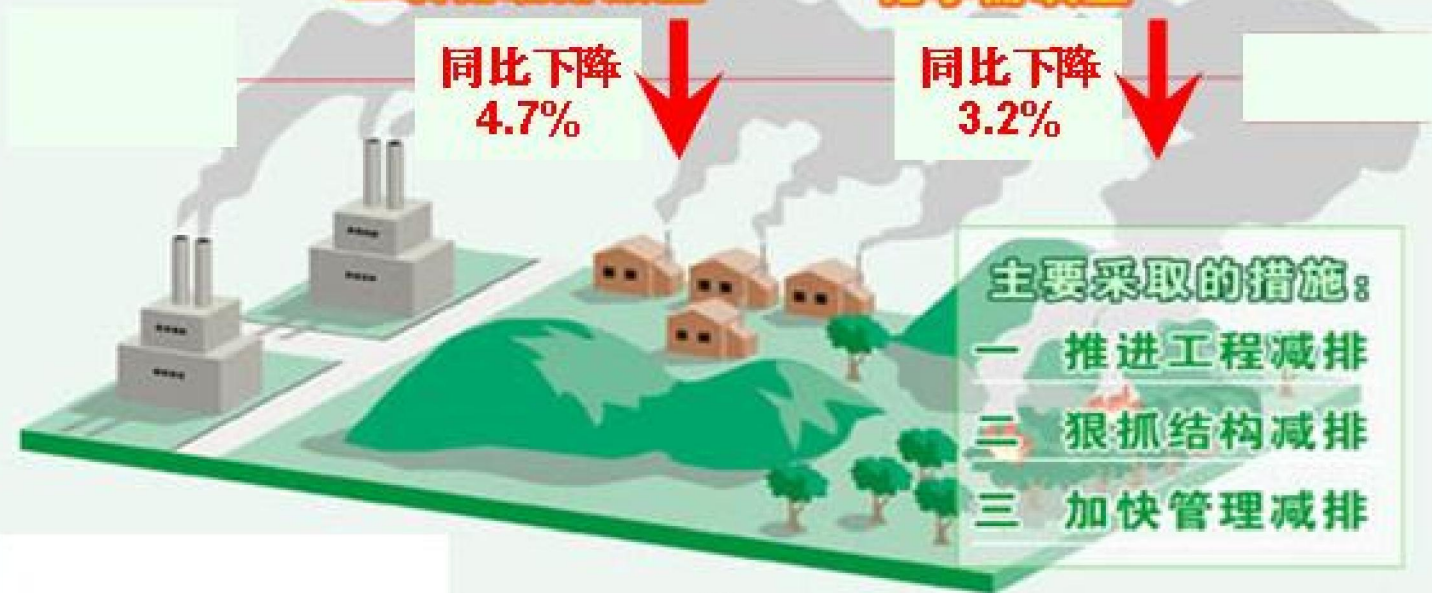 同比下降
4.7%
同比下降
3.2%
主要采取的措施：
一 推进工程减排
二 狠抓结构减排
三 加快管理减排